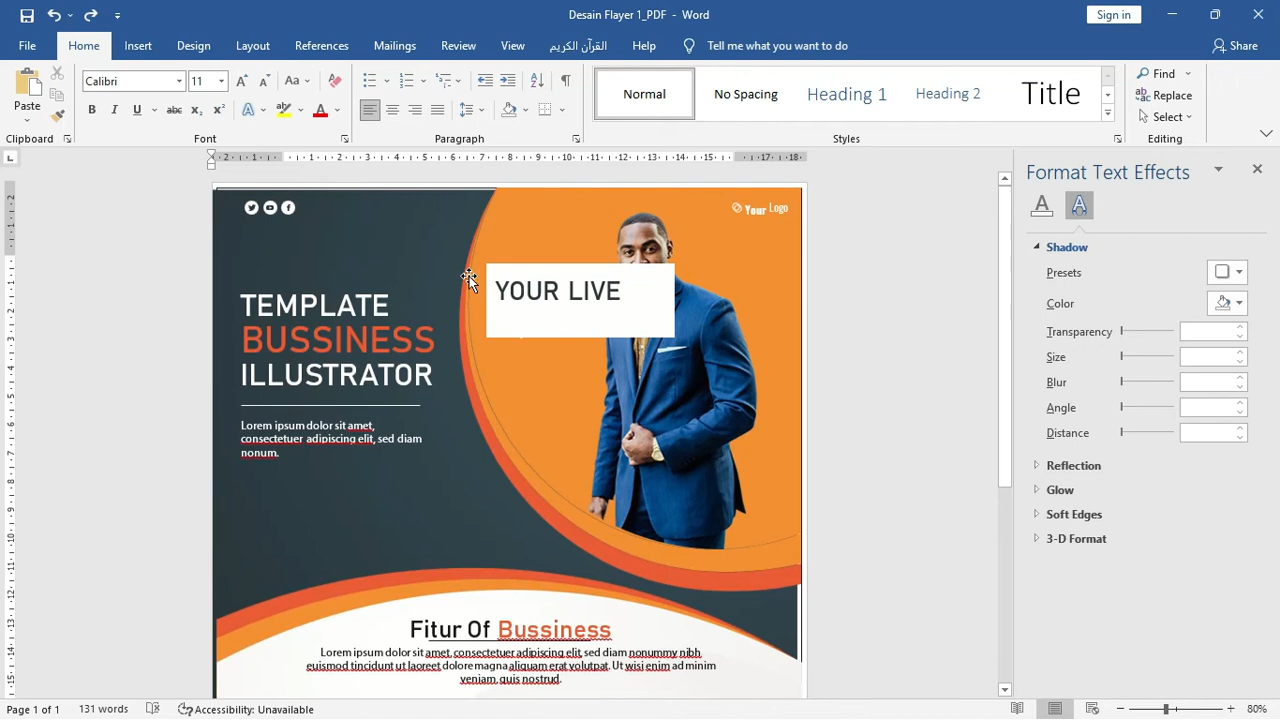 Desain Flayer 1_PDF - Word
Sign in
File Home Insert Design Layout References Mailings Review View القرآن الكريم Help Tell me what you want to do Share
Paste
Calibri 11
Normal No Spacing Heading 1 Heading 2 Title
Find
Replace
Select
Clipboard Font Paragraph Styles Editing
Format Text Effects
Shadow
Presets
Color
Transparency
Size
Blur
Angle
Distance
Reflection
Glow
Soft Edges
3-D Format
Your Logo
YOUR LIVE
TEMPLATE
BUSSINESS
ILLUSTRATOR
Lorem ipsum dolor sit amet,
consectetuer adipiscing elit, sed diam
nonum.
Fitur Of Bussiness
Lorem ipsum dolor sit amet, consectetuer adipiscing elit, sed diam nonummy nibh
euismod tincidunt ut laoreet dolore magna aliquam erat volutpat. Ut wisi enim ad minim
veniam, quis nostrud.
Page 1 of 1 131 words Accessibility: Unavailable 80%